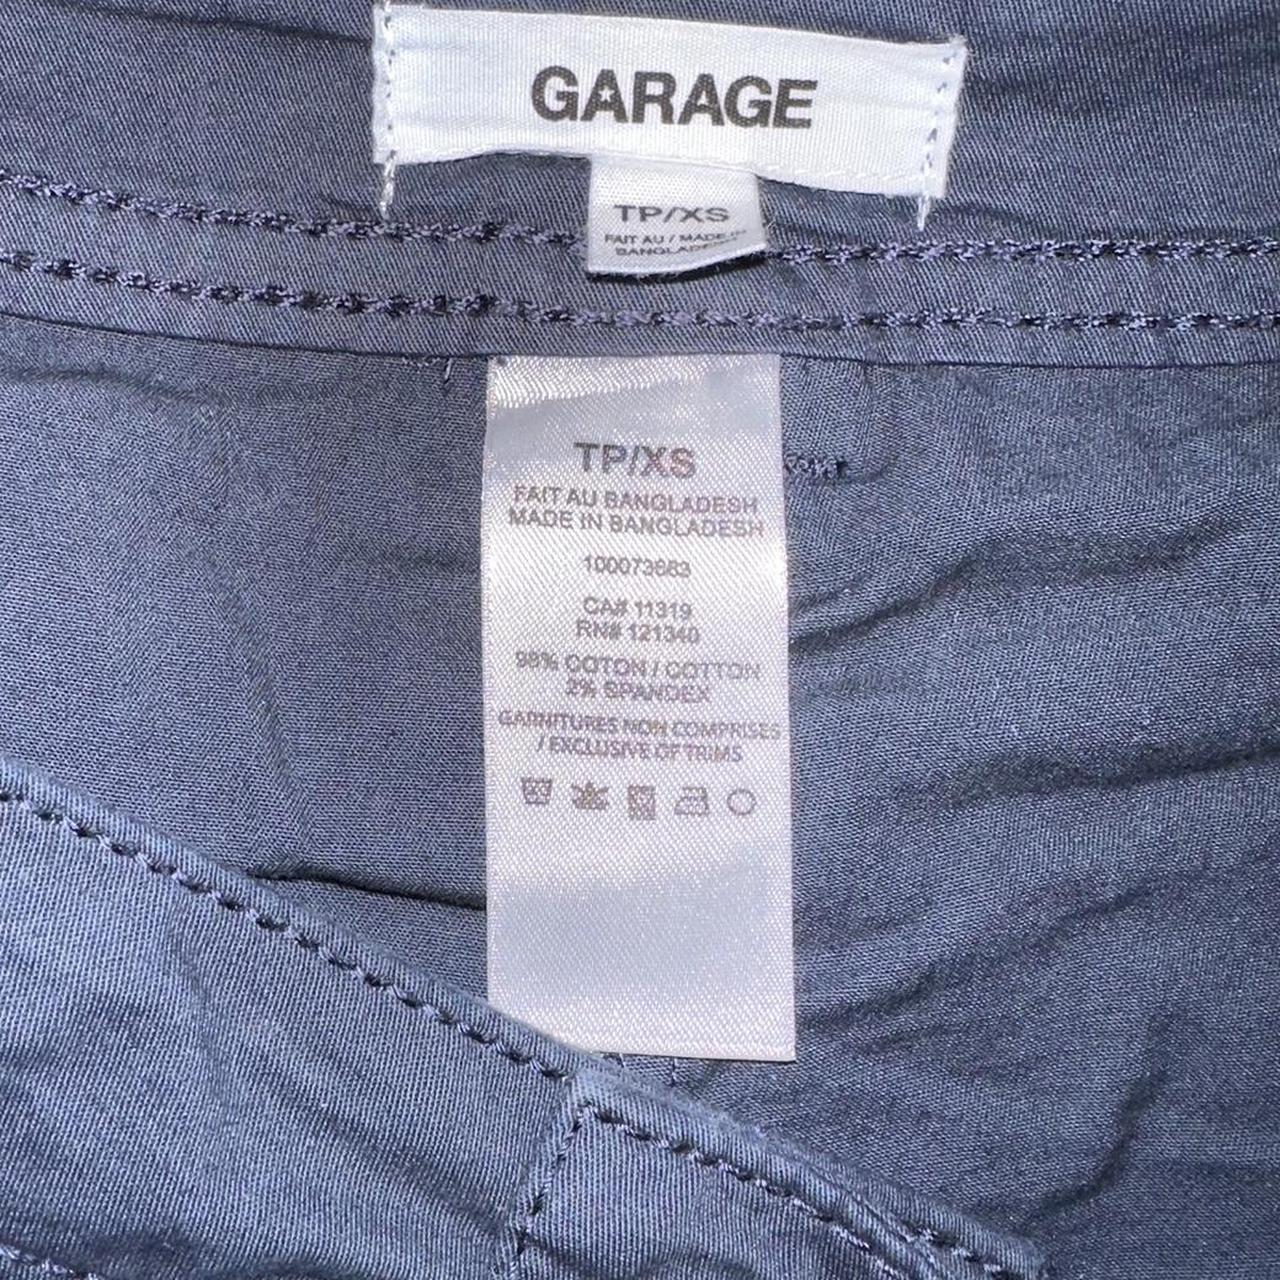 GARAGE
TP/XS
FAIT AU / MADE IN
BANGLADESH
TP/XS
FAIT AU BANGLADESH
MADE IN BANGLADESH
100073683
CA# 11319
RN# 121340
98% COTON / COTTON
2% SPANDEX
GARNITURES NON COMPRISES
/ EXCLUSIVE OF TRIMS